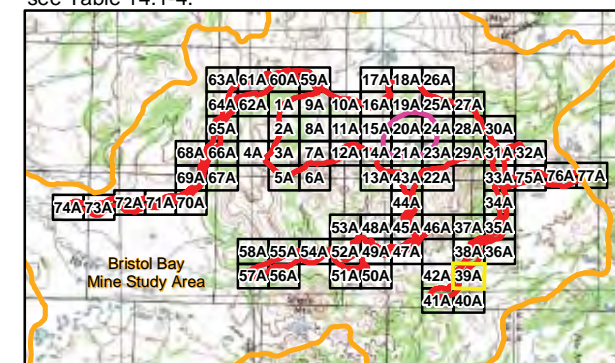 see Table 14.1-4.
63A 61A 60A 59A 17A 18A 26A
64A 62A 1A 9A 10A 16A 19A 25A 27A
65A 2A 8A 11A 15A 20A 24A 28A 30A
68A 66A 4A 3A 7A 12A 14A 21A 23A 29A 31A 32A
69A 67A 5A 6A 13A 43A 22A 33A 75A 76A 77A
74A 73A 72A 71A 70A 44A 34A
53A 48A 45A 46A 37A 35A
58A 55A 54A 52A 49A 47A 38A 36A
57A 56A 51A 50A 42A 39A
41A 40A
Bristol Bay
Mine Study Area